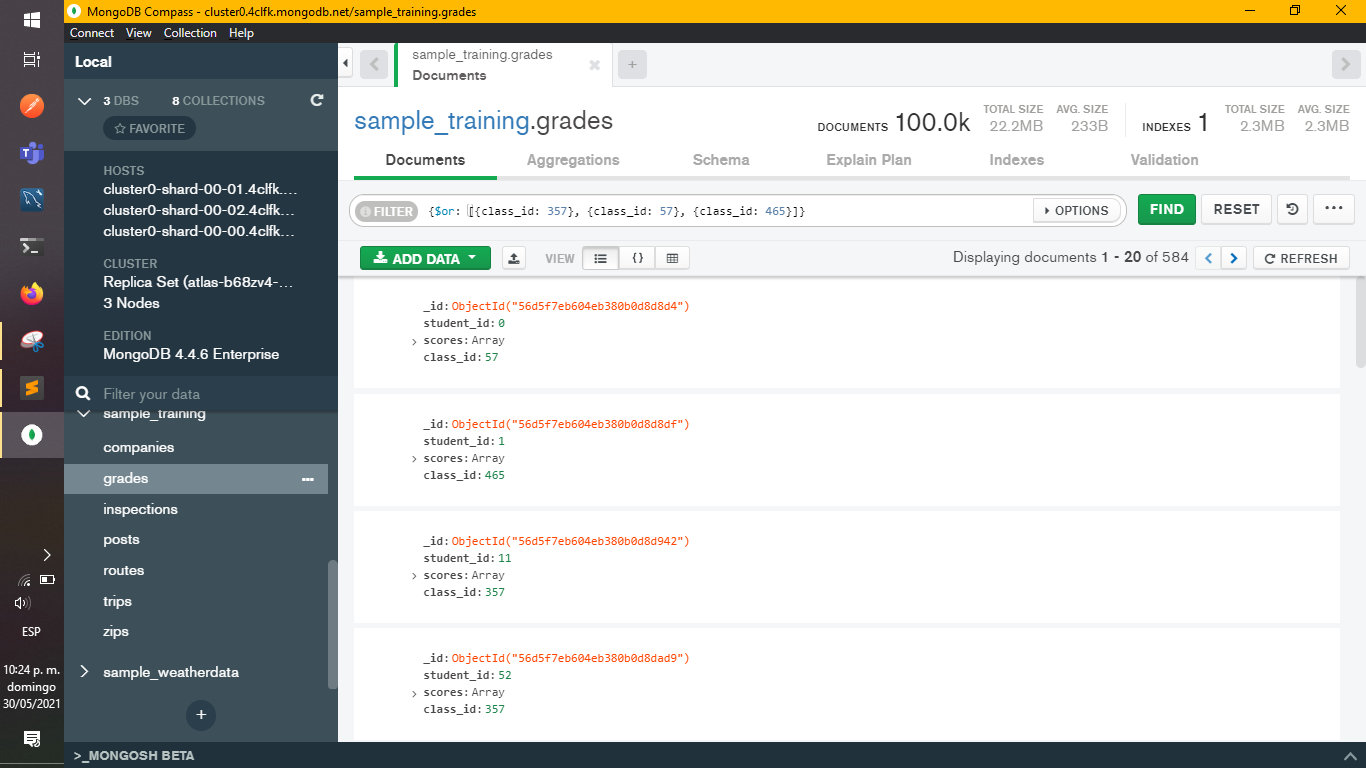 MongoDB Compass - cluster0.4clfk.mongodb.net/sample_training.grades
Connect View Collection Help
Local
3 DBS 8 COLLECTIONS
FAVORITE
HOSTS
cluster0-shard-00-01.4clfk....
cluster0-shard-00-02.4clfk...
cluster0-shard-00-00.4clfk...
CLUSTER
Replica Set (atlas-b68zv4-...
3 Nodes
EDITION
MongoDB 4.4.6 Enterprise
Filter your data
sample_training
companies
grades
inspections
posts
routes
trips
zips
sample_weatherdata
+
ESP
10:24 p. m.
domingo
30/05/2021
sample_training.grades
Documents
sample_training.grades
DOCUMENTS 100.0k TOTAL SIZE 22.2MB AVG. SIZE 233B
INDEXES 1 TOTAL SIZE 2.3MB AVG. SIZE 2.3MB
Documents Aggregations Schema Explain Plan Indexes Validation
FILTER {$or: [{class_id: 357}, {class_id: 57}, {class_id: 465}]} OPTIONS FIND RESET ...
ADD DATA VIEW {} Displaying documents 1 - 20 of 584 REFRESH
_id: ObjectId("56d5f7eb604eb380b0d8d8d4")
student_id: 0
scores: Array
class_id: 57
_id: ObjectId("56d5f7eb604eb380b0d8d8df")
student_id: 1
scores: Array
class_id: 465
_id: ObjectId("56d5f7eb604eb380b0d8d942")
student_id: 11
scores: Array
class_id: 357
_id: ObjectId("56d5f7eb604eb380b0d8dad9")
student_id: 52
scores: Array
class_id: 357
>_MONGOSH BETA